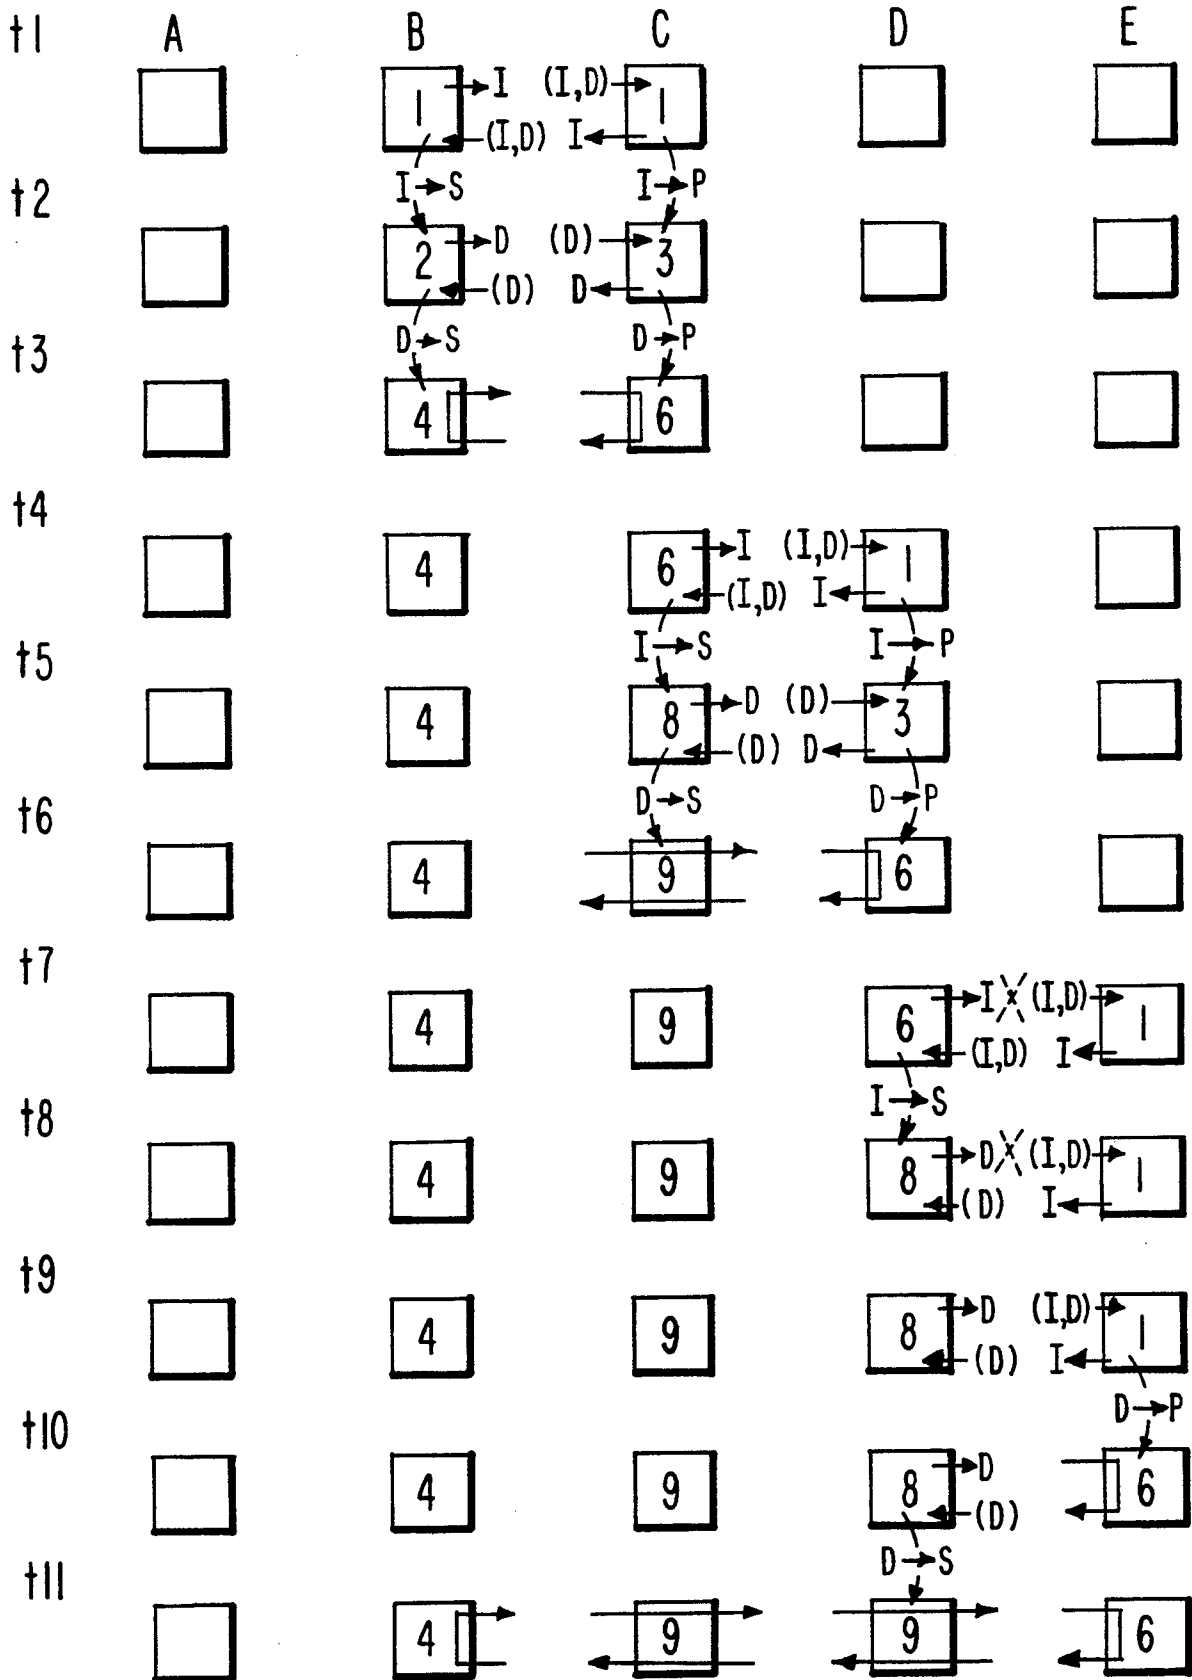 t1 A B C D E
1 I (I,D) 1
(I,D) I
I S I P
t2
2 D (D) 3
(D) D
D S D P
t3
4 6
t4
4 6 I (I,D) 1
(I,D) I
I S I P
t5
4 8 D (D) 3
(D) D
D S D P
t6
4 9 6
t7
4 9 6 I X (I,D) 1
(I,D) I
I S
t8
4 9 8 D X (I,D) 1
(D) I
t9
4 9 8 D (I,D) 1
(D) I
D P
t10
4 9 8 D 6
(D)
D S
t11
4 9 9 6